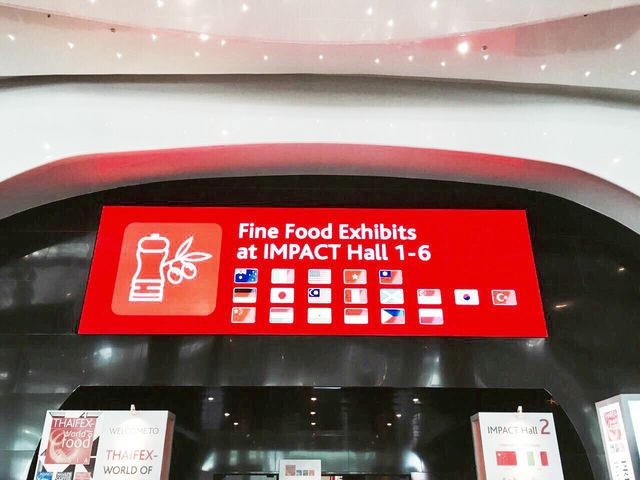 Fine Food Exhibits
at IMPACT Hall 1-6
THAIFEX-
World of
food
WELCOME TO
THAIFEX-
WORLD OF
IMPACT Hall 2